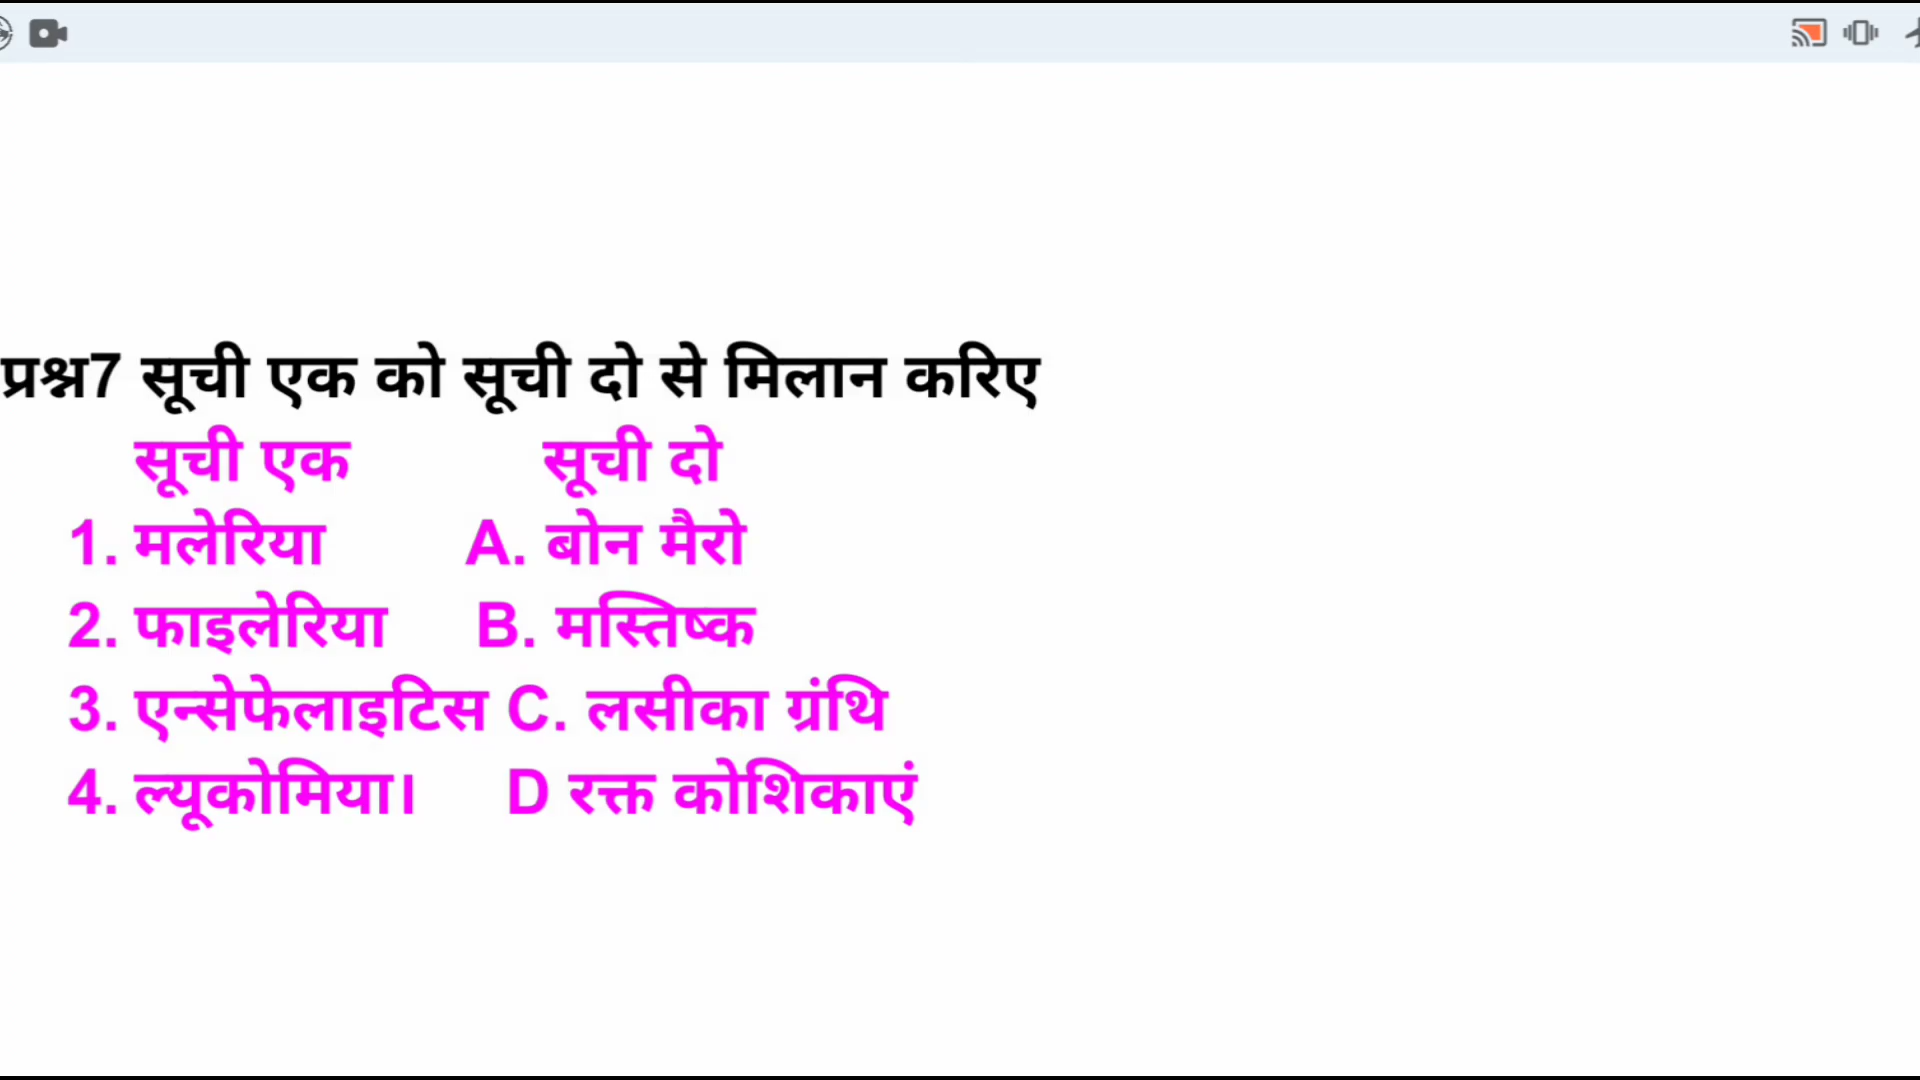 प्रश्न7 सूची एक को सूची दो से मिलान करिए
सूची एक सूची दो
1. मलेरिया A. बोन मैरो
2. फाइलेरिया B. मस्तिष्क
3. एन्सेफेलाइटिस C. लसीका ग्रंथि
4. ल्यूकोमिया। D रक्त कोशिकाएं